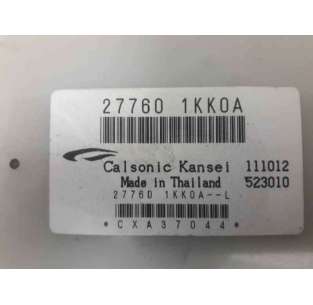 27760 1KK0A
Calsonic Kansei 111012
Made in Thailand 523010
27760 1KK0A--L
*CXA37044*